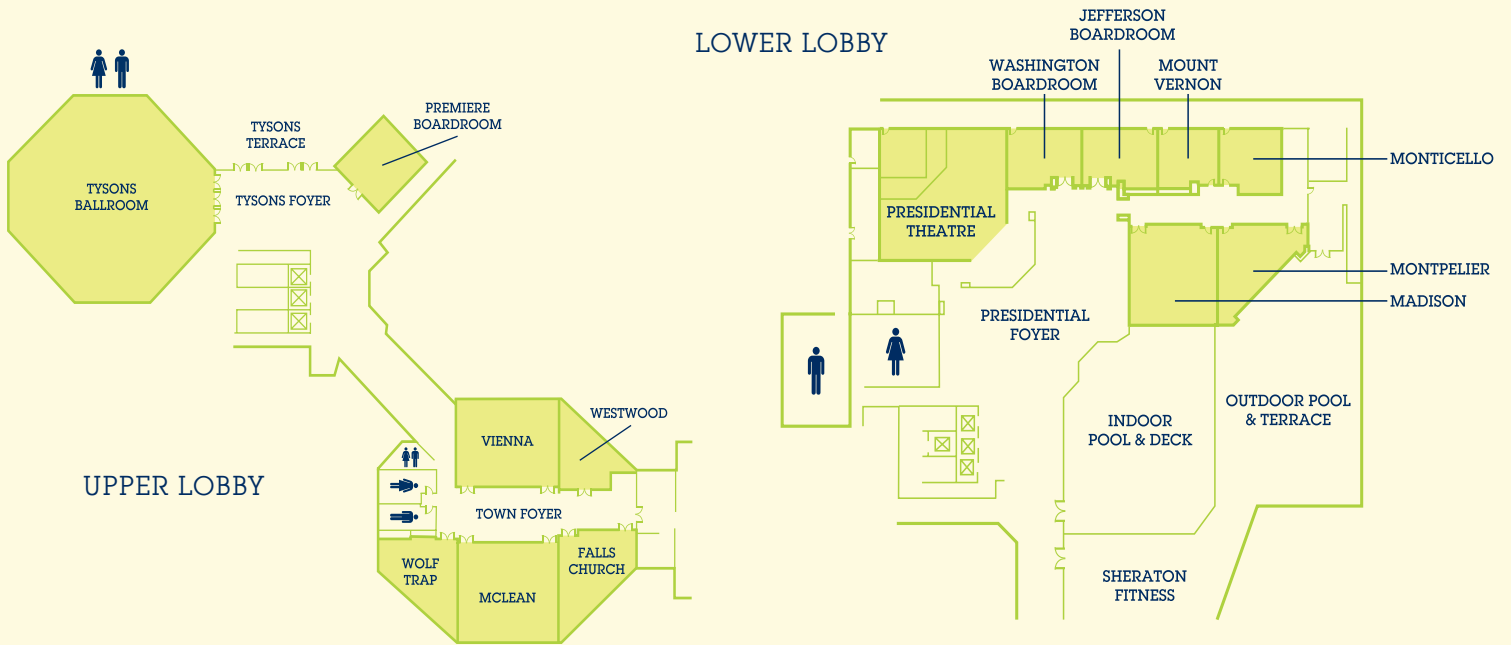 UPPER LOBBY
TYSONS
BALLROOM
TYSONS
TERRACE
TYSONS FOYER
PREMIERE
BOARDROOM
VIENNA
WESTWOOD
TOWN FOYER
WOLF
TRAP
MCLEAN
FALLS
CHURCH
LOWER LOBBY
JEFFERSON
BOARDROOM
WASHINGTON
BOARDROOM
MOUNT
VERNON
MONTICELLO
PRESIDENTIAL
THEATRE
MONTPELIER
MADISON
PRESIDENTIAL
FOYER
INDOOR
POOL & DECK
OUTDOOR POOL
& TERRACE
SHERATON
FITNESS